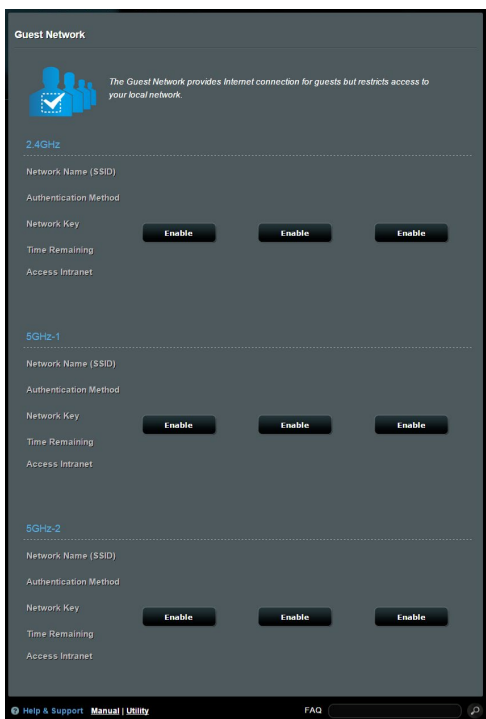 Guest Network
The Guest Network provides Internet connection for guests but restricts access to
your local network.
2.4GHz
Network Name (SSID)
Authentication Method
Network Key
Enable Enable Enable
Time Remaining
Access Intranet
5GHz-1
Network Name (SSID)
Authentication Method
Network Key
Enable Enable Enable
Time Remaining
Access Intranet
5GHz-2
Network Name (SSID)
Authentication Method
Network Key
Enable Enable Enable
Time Remaining
Access Intranet
Help & Support Manual | Utility FAQ